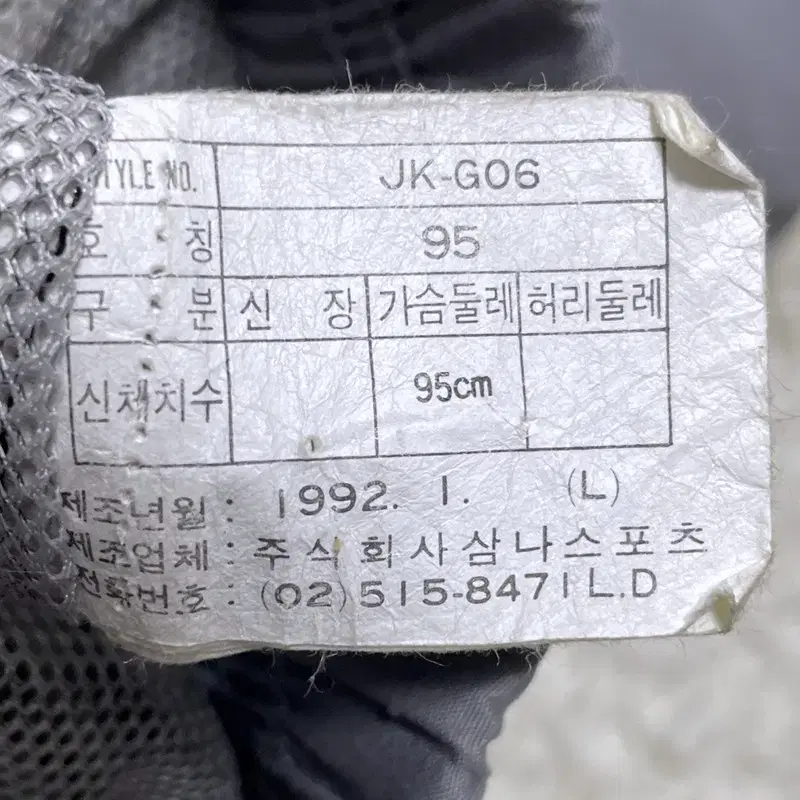 STYLE NO. JK-G06
호 칭 95
구 분 신 장 가슴둘레 허리둘레
신체치수 95cm
제조년월 : 1992. 1. (L)
제조업체 : 주식회사삼나스포츠
전화번호 : (02)515-8471 L.D